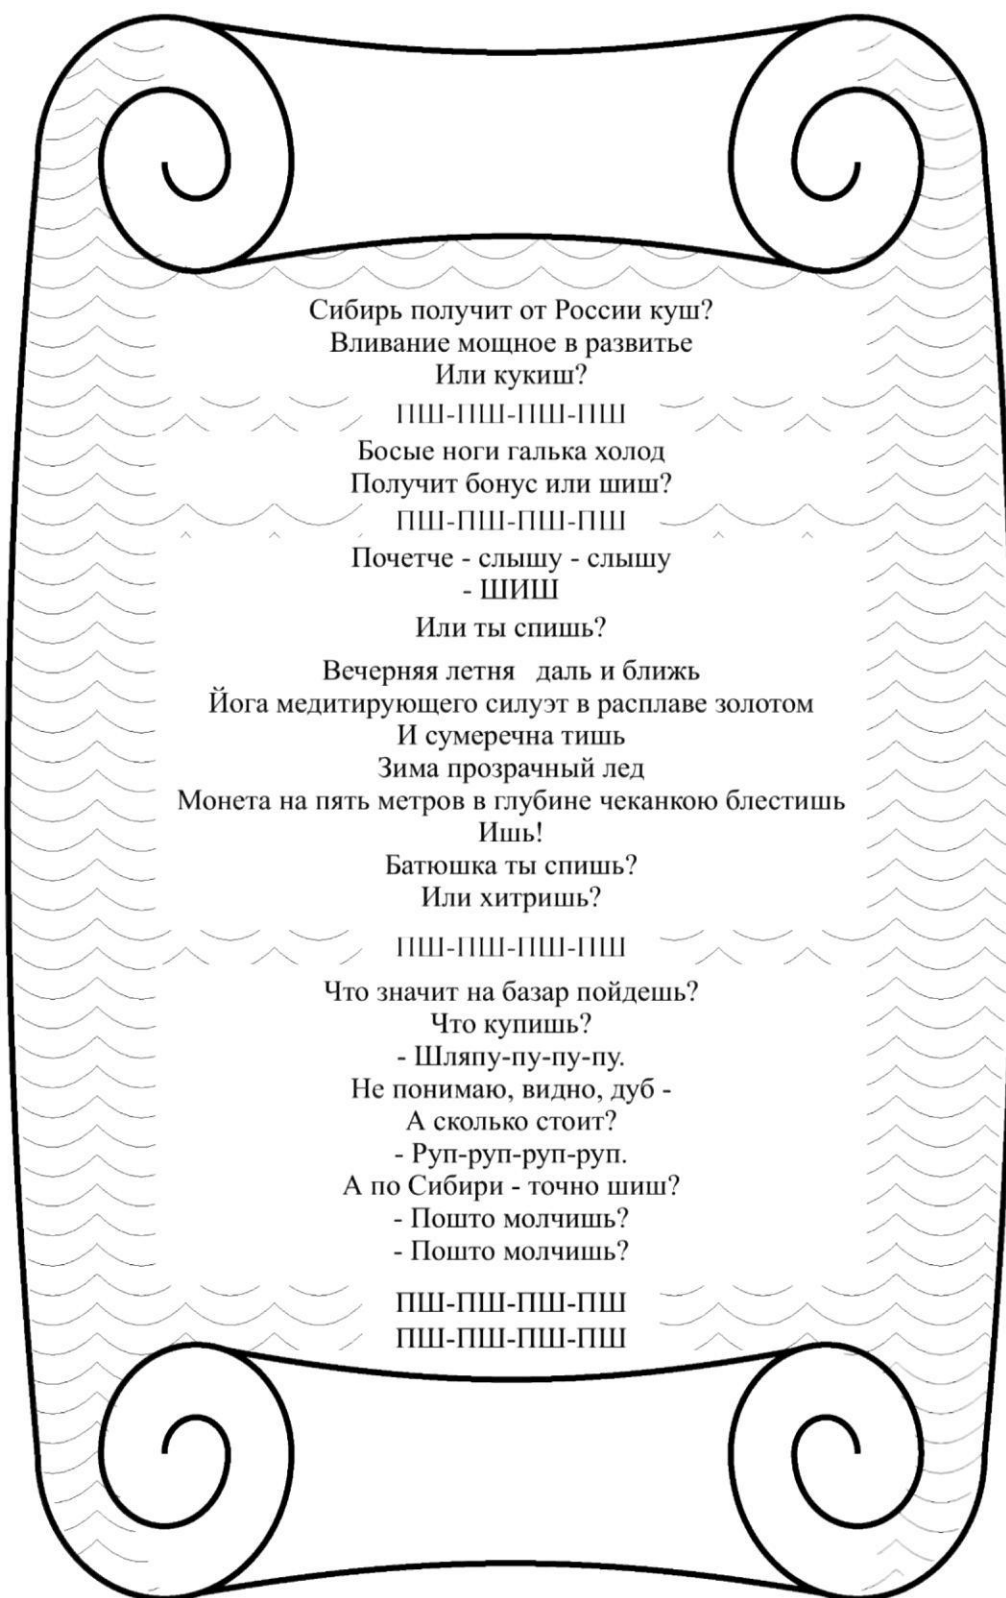 Сибирь получит от России куш?
Вливание мощное в развитье
Или кукиш?
ПШ-ПШ-ПШ-ПШ
Босые ноги галька холод
Получит бонус или шиш?
ПШ-ПШ-ПШ-ПШ
Почетче - слышу - слышу
- ШИШ
Или ты спишь?
Вечерняя летня даль и ближь
Йога медитирующего силуэт в расплаве золотом
И сумеречна тишь
Зима прозрачный лед
Монета на пять метров в глубине чеканкою блестишь
Ишь!
Батюшка ты спишь?
Или хитришь?
ПШ-ПШ-ПШ-ПШ
Что значит на базар пойдешь?
Что купишь?
- Шляпу-пу-пу-пу.
Не понимаю, видно, дуб -
А сколько стоит?
- Руп-руп-руп-руп.
А по Сибири - точно шиш?
- Пошто молчишь?
- Пошто молчишь?
ПШ-ПШ-ПШ-ПШ
ПШ-ПШ-ПШ-ПШ